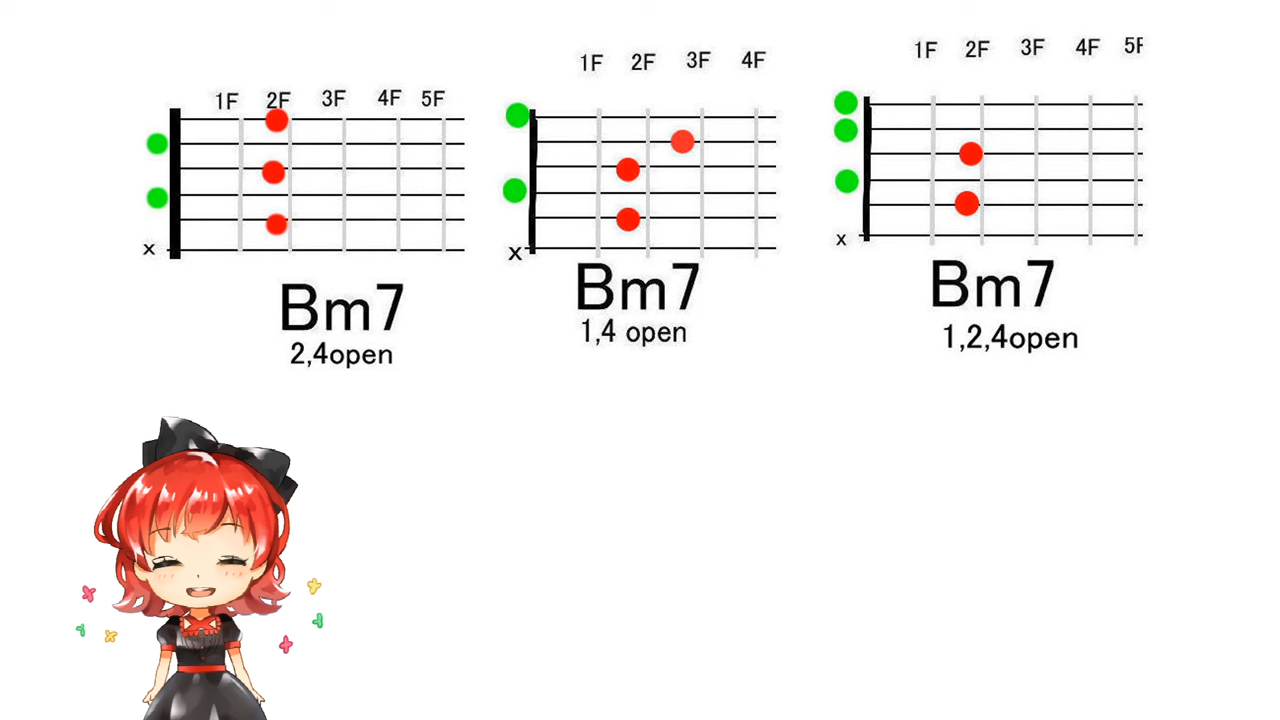 1F 2F 3F 4F 5F
x
Bm7
2,4open
1F 2F 3F 4F
x
Bm7
1,4 open
1F 2F 3F 4F 5F
x
Bm7
1,2,4open